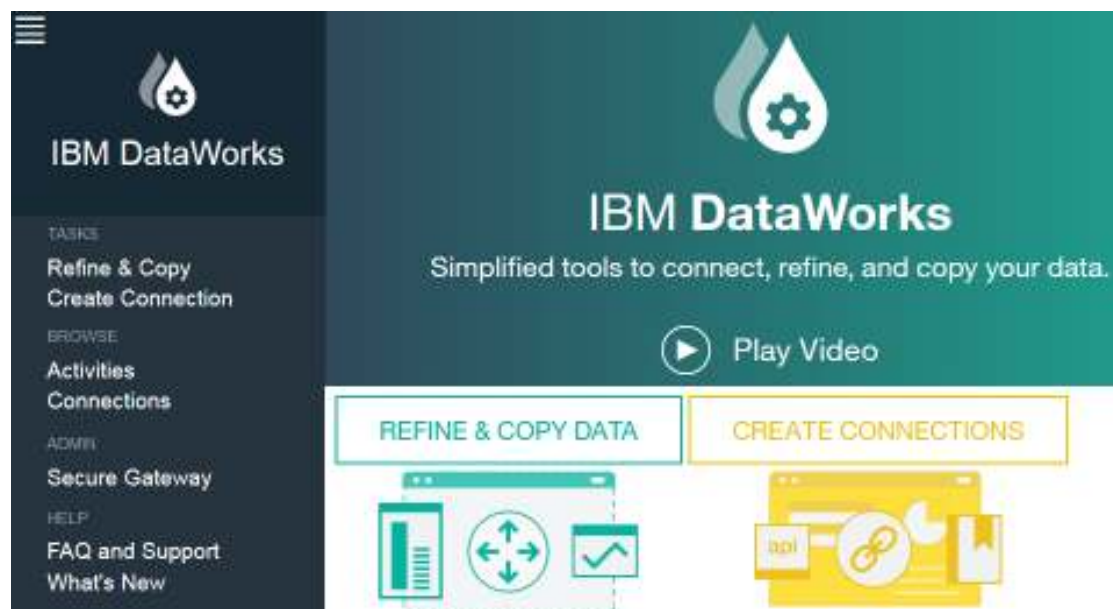 IBM DataWorks
TASKS
Refine & Copy
Create Connection
BROWSE
Activities
Connections
ADMIN
Secure Gateway
HELP
FAQ and Support
What's New
IBM DataWorks
Simplified tools to connect, refine, and copy your data.
Play Video
REFINE & COPY DATA
CREATE CONNECTIONS
api